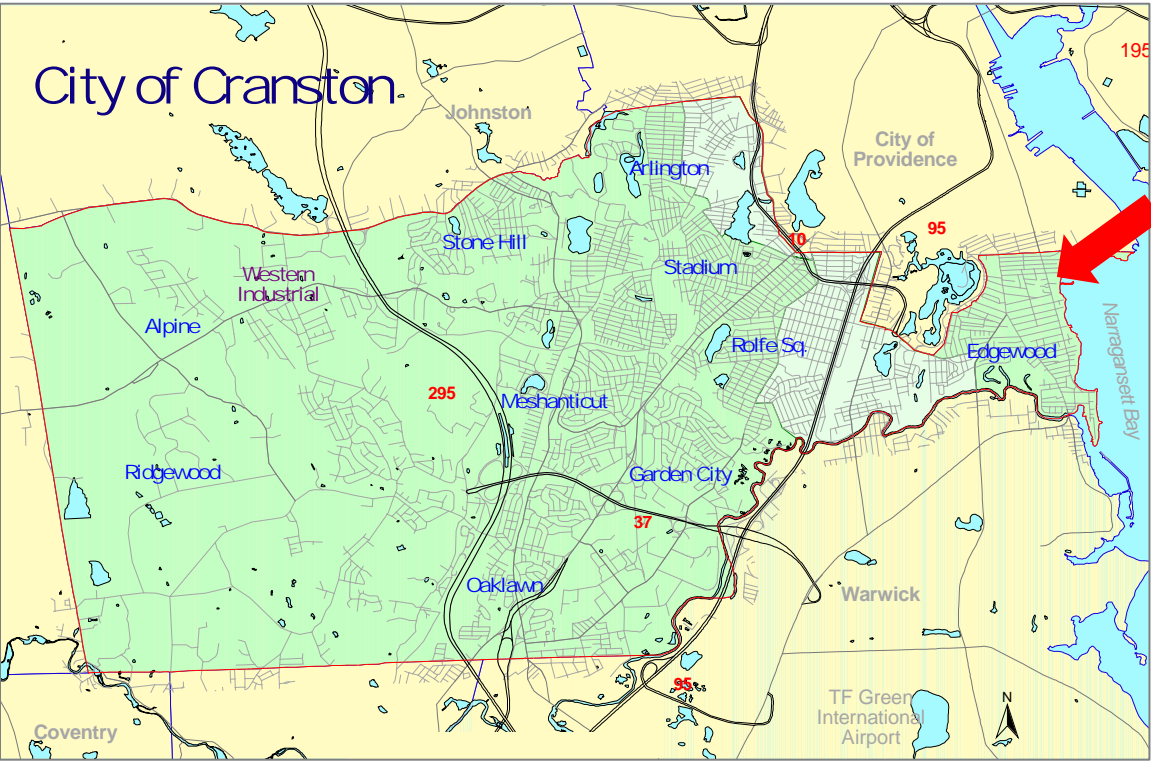 City of Cranston
195
Johnston
City of
Providence
Arlington
10
95
Stone Hill
Stadium
Western
Industrial
Alpine
Narragansett Bay
Rolfe Sq.
Edgewood
295
Meshanticut
Ridgewood
Garden City
37
Oaklawn
Warwick
95
TF Green
International
Airport
N
Coventry